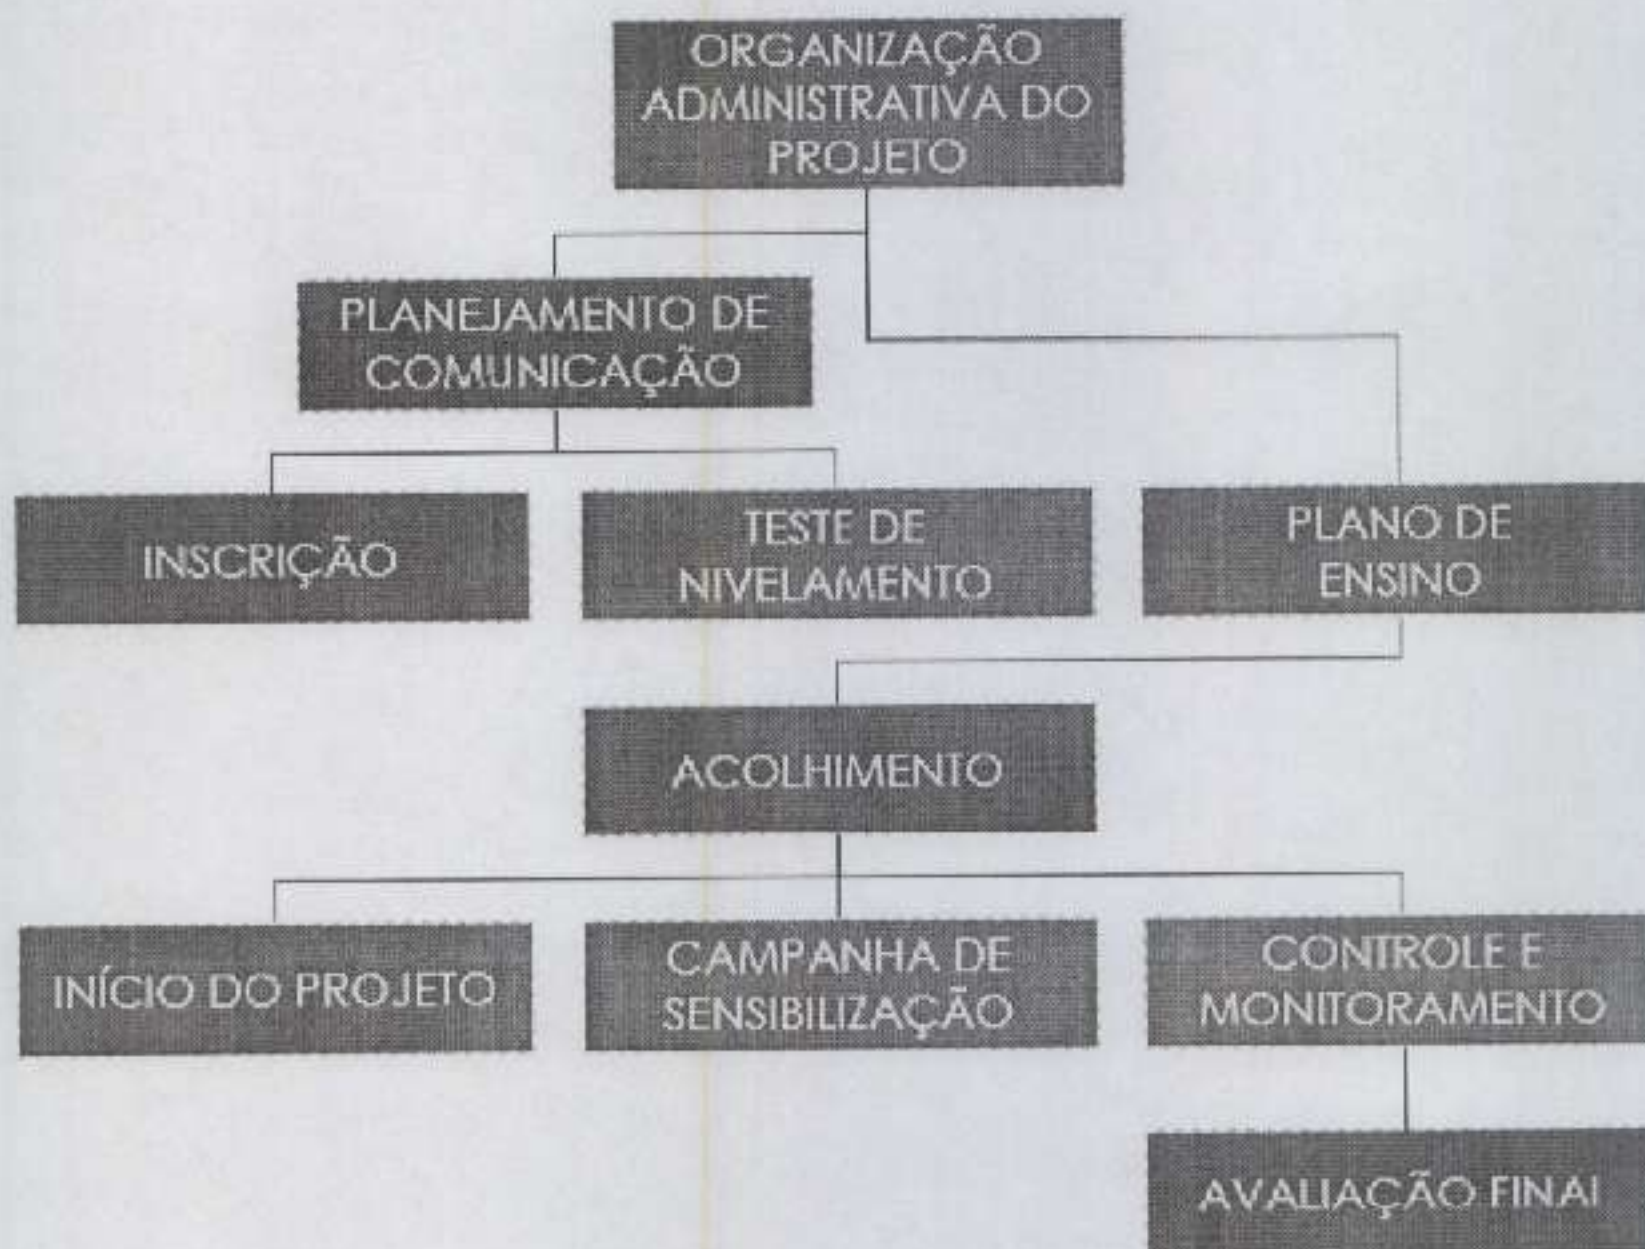 ORGANIZAÇÃO
ADMINISTRATIVA DO
PROJETO
PLANEJAMENTO DE
COMUNICAÇÃO
INSCRIÇÃO
TESTE DE
NIVELAMENTO
PLANO DE
ENSINO
ACOLHIMENTO
INÍCIO DO PROJETO
CAMPANHA DE
SENSIBILIZAÇÃO
CONTROLE E
MONITORAMENTO
AVALIAÇÃO FINAL